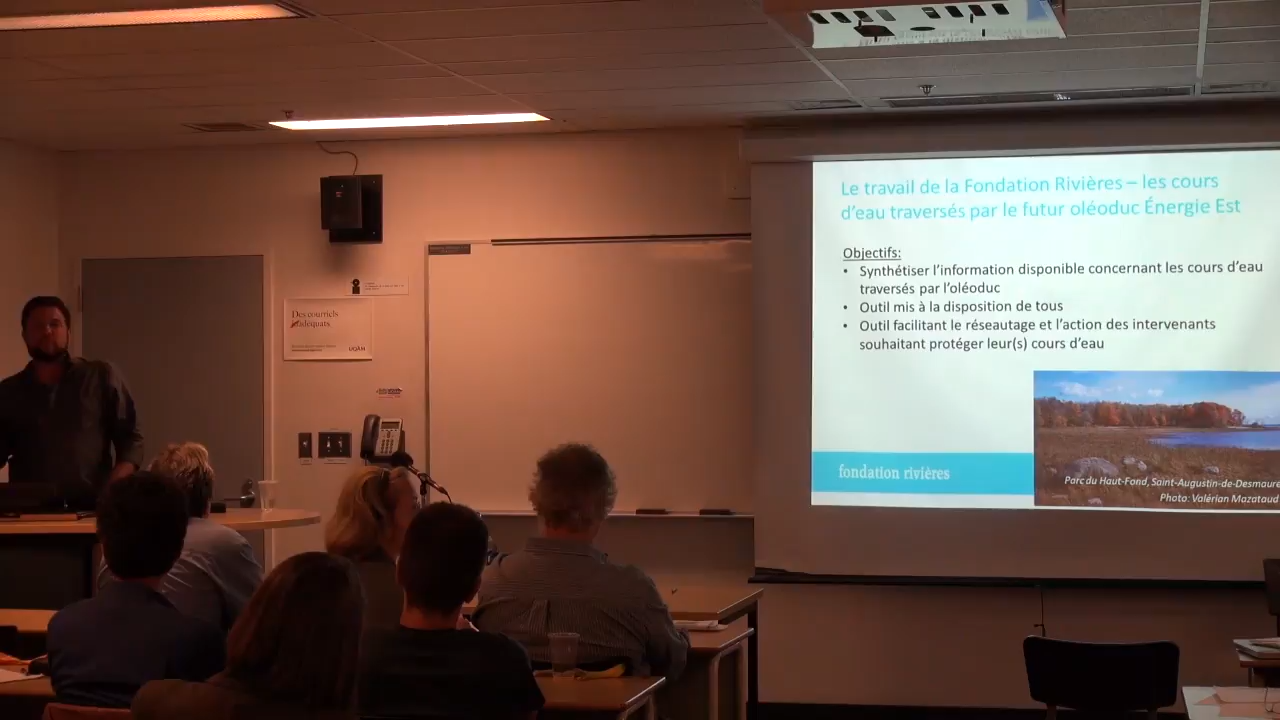 Le travail de la Fondation Rivières – les cours
d'eau traversés par le futur oléoduc Énergie Est
Objectifs:
• Synthétiser l'information disponible concernant les cours d'eau
traversés par l'oléoduc
• Outil mis à la disposition de tous
• Outil facilitant le réseautage et l'action des intervenants
souhaitant protéger leur(s) cours d'eau
Parc du Haut-Fond, Saint-Augustin-de-Desmaure
Photo: Valérian Mazataud
fondation rivières
Des courriels
UQÀM